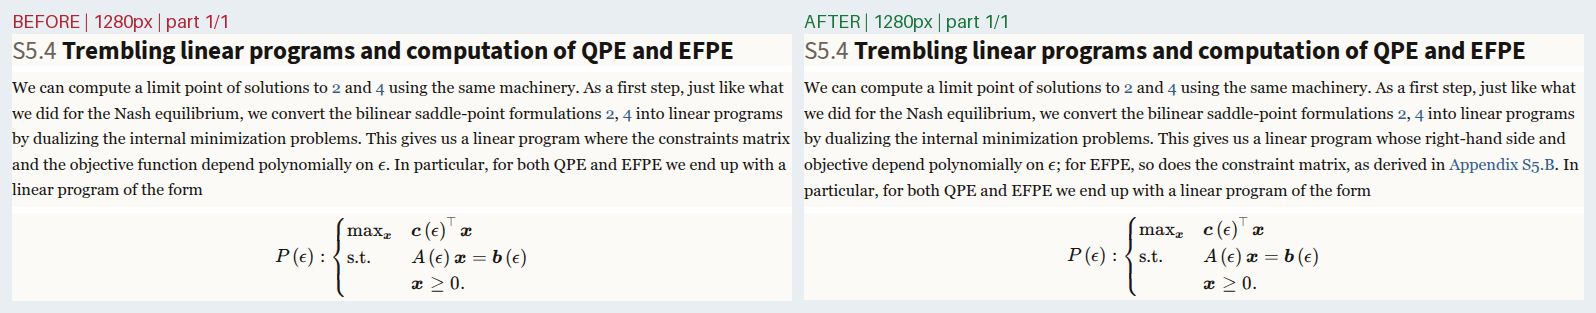 BEFORE | 1280px | part 1/1
S5.4 Trembling linear programs and computation of QPE and EFPE
We can compute a limit point of solutions to 2 and 4 using the same machinery. As a first step, just like what
we did for the Nash equilibrium, we convert the bilinear saddle-point formulations 2, 4 into linear programs
by dualizing the internal minimization problems. This gives us a linear program where the constraints matrix
and the objective function depend polynomially on ϵ. In particular, for both QPE and EFPE we end up with a
linear program of the form
max_x c(ϵ)^⊤ x
P(ϵ) : { s.t. A(ϵ) x = b(ϵ)
x ≥ 0.
AFTER | 1280px | part 1/1
S5.4 Trembling linear programs and computation of QPE and EFPE
We can compute a limit point of solutions to 2 and 4 using the same machinery. As a first step, just like what
we did for the Nash equilibrium, we convert the bilinear saddle-point formulations 2, 4 into linear programs
by dualizing the internal minimization problems. This gives us a linear program whose right-hand side and
objective depend polynomially on ϵ; for EFPE, so does the constraint matrix, as derived in Appendix S5.B. In
particular, for both QPE and EFPE we end up with a linear program of the form
max_x c(ϵ)^⊤ x
P(ϵ) : { s.t. A(ϵ) x = b(ϵ)
x ≥ 0.